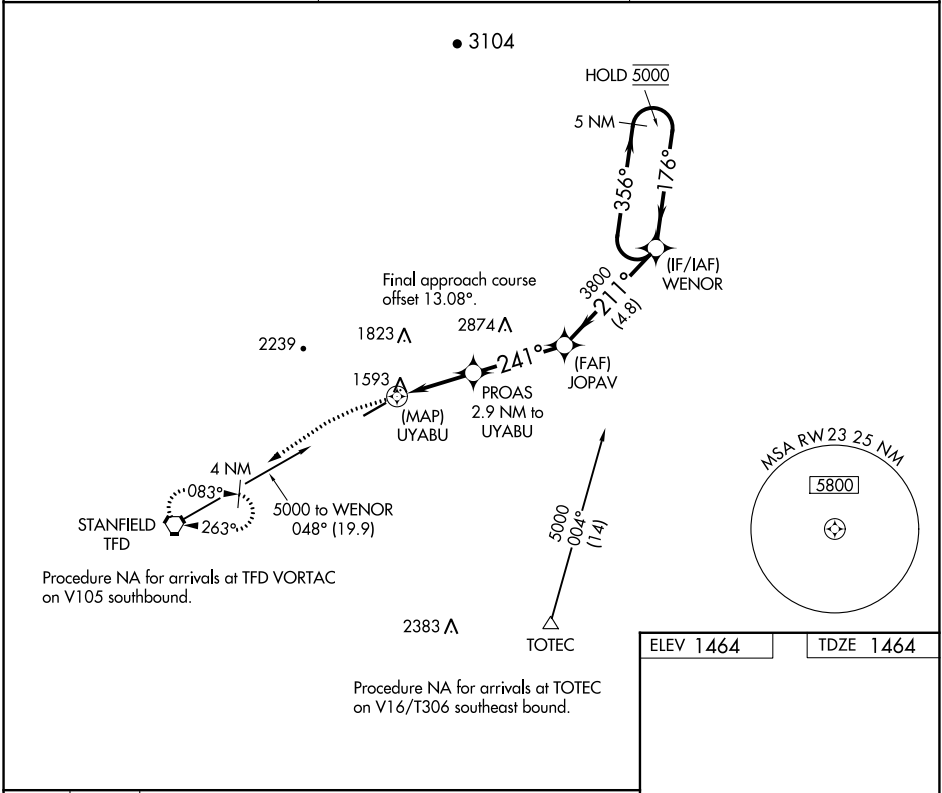 3104
HOLD 5000
5 NM
356°
176°
(IF/IAF)
WENOR
3800
211°
(4.8)
Final approach course
offset 13.08°.
2239
1823
2874
241°
(FAF)
JOPAV
1593
PROAS
2.9 NM to
UYABU
(MAP)
UYABU
4 NM
083°
263°
STANFIELD
TFD
5000 to WENOR
048° (19.9)
5000
004°
(14)
MSA RW23 25 NM
5800
Procedure NA for arrivals at TFD VORTAC
on V105 southbound.
2383
TOTEC
Procedure NA for arrivals at TOTEC
on V16/T306 southeast bound.
ELEV 1464
TDZE 1464